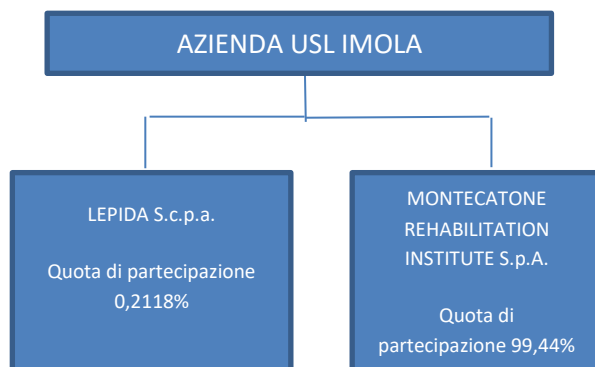 AZIENDA USL IMOLA
LEPIDA S.c.p.a.
Quota di partecipazione
0,2118%
MONTECATONE
REHABILITATION
INSTITUTE S.p.A.
Quota di
partecipazione 99,44%